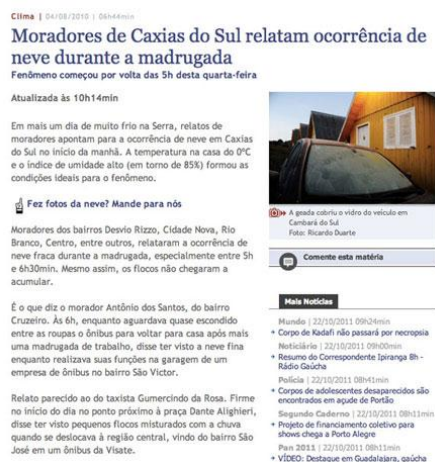 Clima | 04/08/2010 | 06h44min
Moradores de Caxias do Sul relatam ocorrência de
neve durante a madrugada
Fenômeno começou por volta das 5h desta quarta-feira
Atualizada às 10h14min
Em mais um dia de muito frio na Serra, relatos de
moradores apontam para a ocorrência de neve em Caxias
do Sul no início da manhã. A temperatura na casa do 0ºC
e o índice de umidade alto (em torno de 85%) formou as
condições ideais para o fenômeno.
Fez fotos da neve? Mande para nós
Moradores dos bairros Desvio Rizzo, Cidade Nova, Rio
Branco, Centro, entre outros, relataram a ocorrência de
neve fraca durante a madrugada, especialmente entre 5h
e 6h30min. Mesmo assim, os flocos não chegaram a
acumular.
É o que diz o morador Antônio dos Santos, do bairro
Cruzeiro. Às 6h, enquanto aguardava quase escondido
entre as roupas o ônibus para voltar para casa após mais
uma madrugada de trabalho, disse ter visto a neve fina
enquanto realizava suas funções na garagem de um
empresa de ônibus no bairro São Victor.
Relato parecido ao do taxista Gumercindo da Rosa. Firme
no início do dia no ponto próximo à praça Dante Alighieri,
disse ter visto pequenos flocos misturados com a chuva
quando se deslocava à região central, vindo do bairro São
José em um ônibus da Visate.
A geada cobriu o vidro do veículo em
Cambará do Sul
Foto: Ricardo Duarte
Comente esta matéria
Mais Notícias
Mundo | 22/10/2011 09h24min
Corpo de Kadafi não passará por necropsia
Noticiário | 22/10/2011 09h00min
Resumo do Correspondente Ipiranga 8h -
Rádio Gaúcha
Polícia | 22/10/2011 08h41min
Corpos de adolescentes desaparecidos são
encontrados em açude de Portão
Segundo Caderno | 22/10/2011 08h11min
Projeto de financiamento coletivo para
shows chega a Porto Alegre
Pan 2011 | 22/10/2011 08h11min
VÍDEO: Destaque em Guadalajara, gaúcha